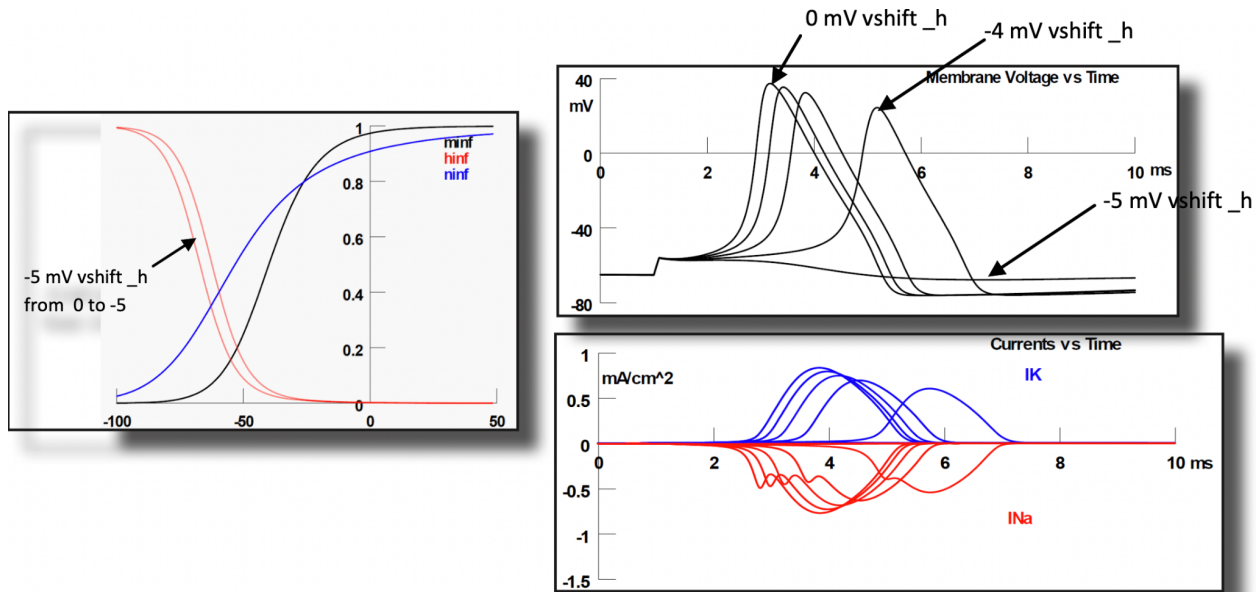 0 mV vshift _h
-4 mV vshift _h
Membrane Voltage vs Time
40
mV
0
0
2
4
6
8
10 ms
-40
-80
-5 mV vshift _h
1
minf
hinf
ninf
0.8
0.6
0.4
0.2
0
-100
-50
0
50
-5 mV vshift _h
from 0 to -5
Currents vs Time
1
mA/cm^2
IK
0.5
0
0
2
4
6
8
10 ms
-0.5
INa
-1
-1.5